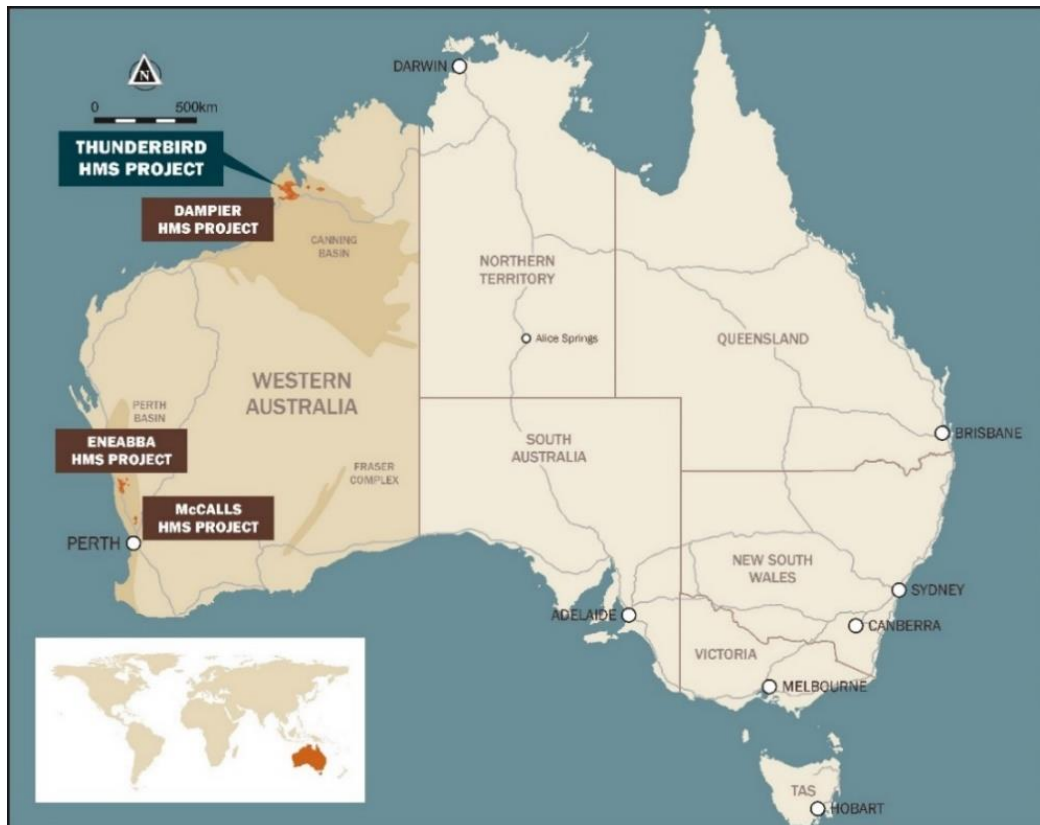 DARWIN
N
0 500km
THUNDERBIRD
HMS PROJECT
DAMPIER
HMS PROJECT
CANNING
BASIN
NORTHERN
TERRITORY
Alice Springs
QUEENSLAND
WESTERN
AUSTRALIA
PERTH
BASIN
ENEABBA
HMS PROJECT
SOUTH
AUSTRALIA
BRISBANE
FRASER
COMPLEX
McCALLS
HMS PROJECT
PERTH
NEW SOUTH
WALES
SYDNEY
ADELAIDE
CANBERRA
VICTORIA
MELBOURNE
TAS
HOBART